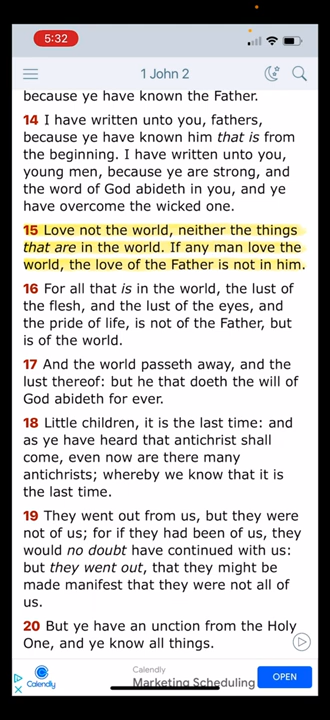 5:32
1 John 2
because ye have known the Father.
14 I have written unto you, fathers,
because ye have known him that is from
the beginning. I have written unto you,
young men, because ye are strong, and
the word of God abideth in you, and ye
have overcome the wicked one.
15 Love not the world, neither the things
that are in the world. If any man love the
world, the love of the Father is not in him.
16 For all that is in the world, the lust of
the flesh, and the lust of the eyes, and
the pride of life, is not of the Father, but
is of the world.
17 And the world passeth away, and the
lust thereof: but he that doeth the will of
God abideth for ever.
18 Little children, it is the last time: and
as ye have heard that antichrist shall
come, even now are there many
antichrists; whereby we know that it is
the last time.
19 They went out from us, but they were
not of us; for if they had been of us, they
would no doubt have continued with us:
but they went out, that they might be
made manifest that they were not all of
us.
20 But ye have an unction from the Holy
One, and ye know all things.
Calendly
Calendly
Marketing Scheduling
OPEN